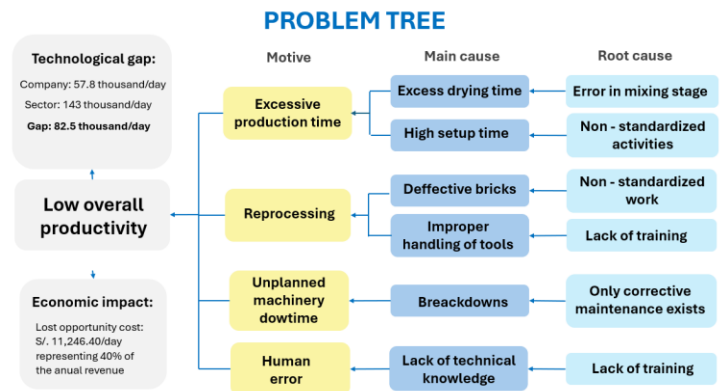 PROBLEM TREE
Technological gap:
Company: 57.8 thousand/day
Sector: 143 thousand/day
Gap: 82.5 thousand/day
Low overall
productivity
Economic impact:
Lost opportunity cost:
S/. 11,246.40/day
representing 40% of
the anual revenue
Motive
Main cause
Root cause
Excessive
production time
Excess drying time
Error in mixing stage
High setup time
Non - standardized
activities
Reprocessing
Deffective bricks
Non - standardized
work
Improper
handling of tools
Lack of training
Unplanned
machinery
dowtime
Breackdowns
Only corrective
maintenance exists
Human
error
Lack of technical
knowledge
Lack of training